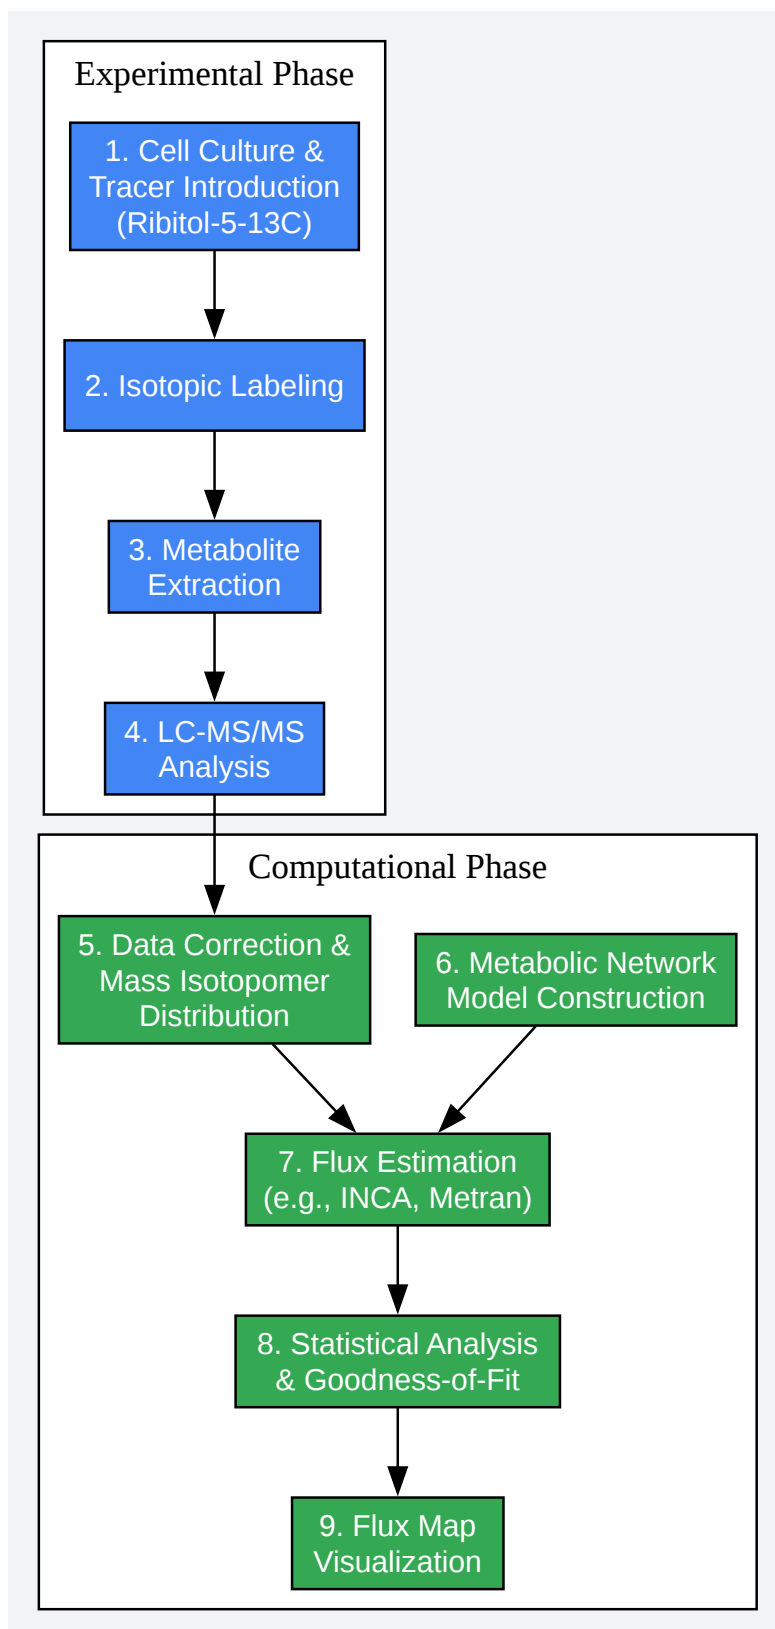 Experimental Phase
1. Cell Culture &
Tracer Introduction
(Ribitol-5-13C)
2. Isotopic Labeling
3. Metabolite
Extraction
4. LC-MS/MS
Analysis
Computational Phase
5. Data Correction &
Mass Isotopomer
Distribution
6. Metabolic Network
Model Construction
7. Flux Estimation
(e.g., INCA, Metran)
8. Statistical Analysis
& Goodness-of-Fit
9. Flux Map
Visualization